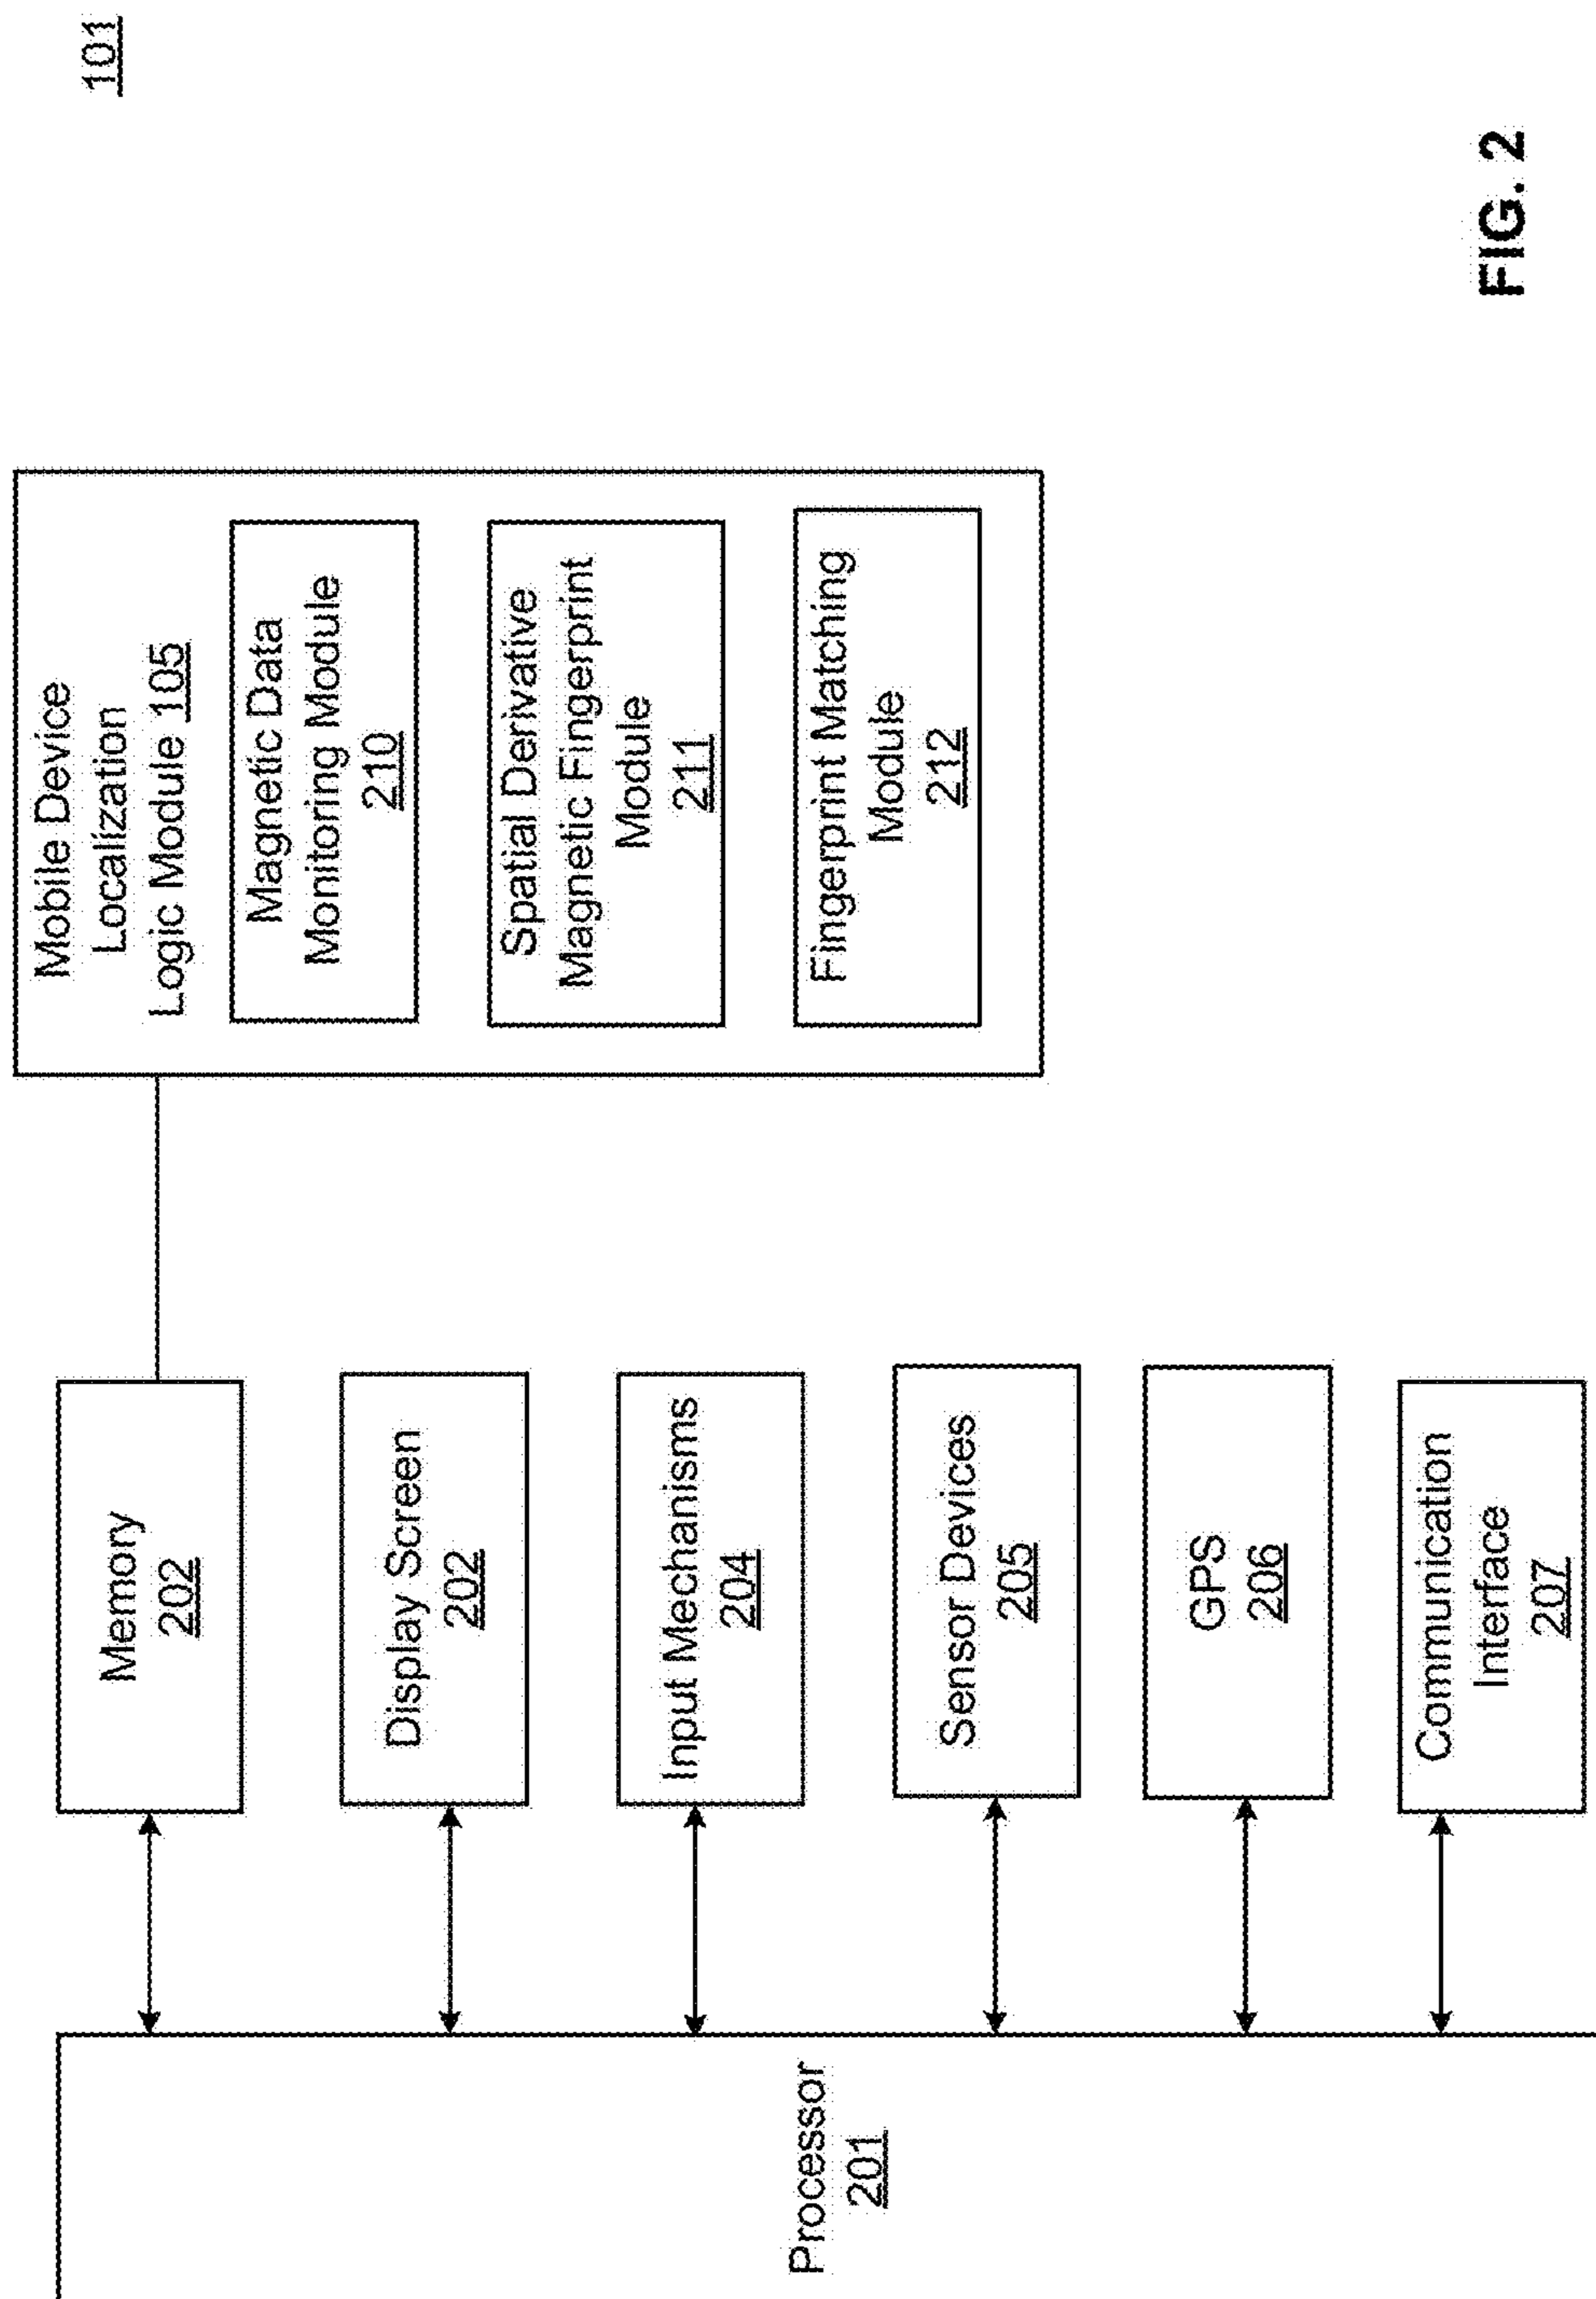 101
Processor
201
Memory
202
Display Screen
202
Input Mechanisms
204
Sensor Devices
205
GPS
206
Communication
Interface
207
Mobile Device
Localization
Logic Module 105
Magnetic Data
Monitoring Module
210
Spatial Derivative
Magnetic Fingerprint
Module
211
Fingerprint Matching
Module
212
FIG. 2